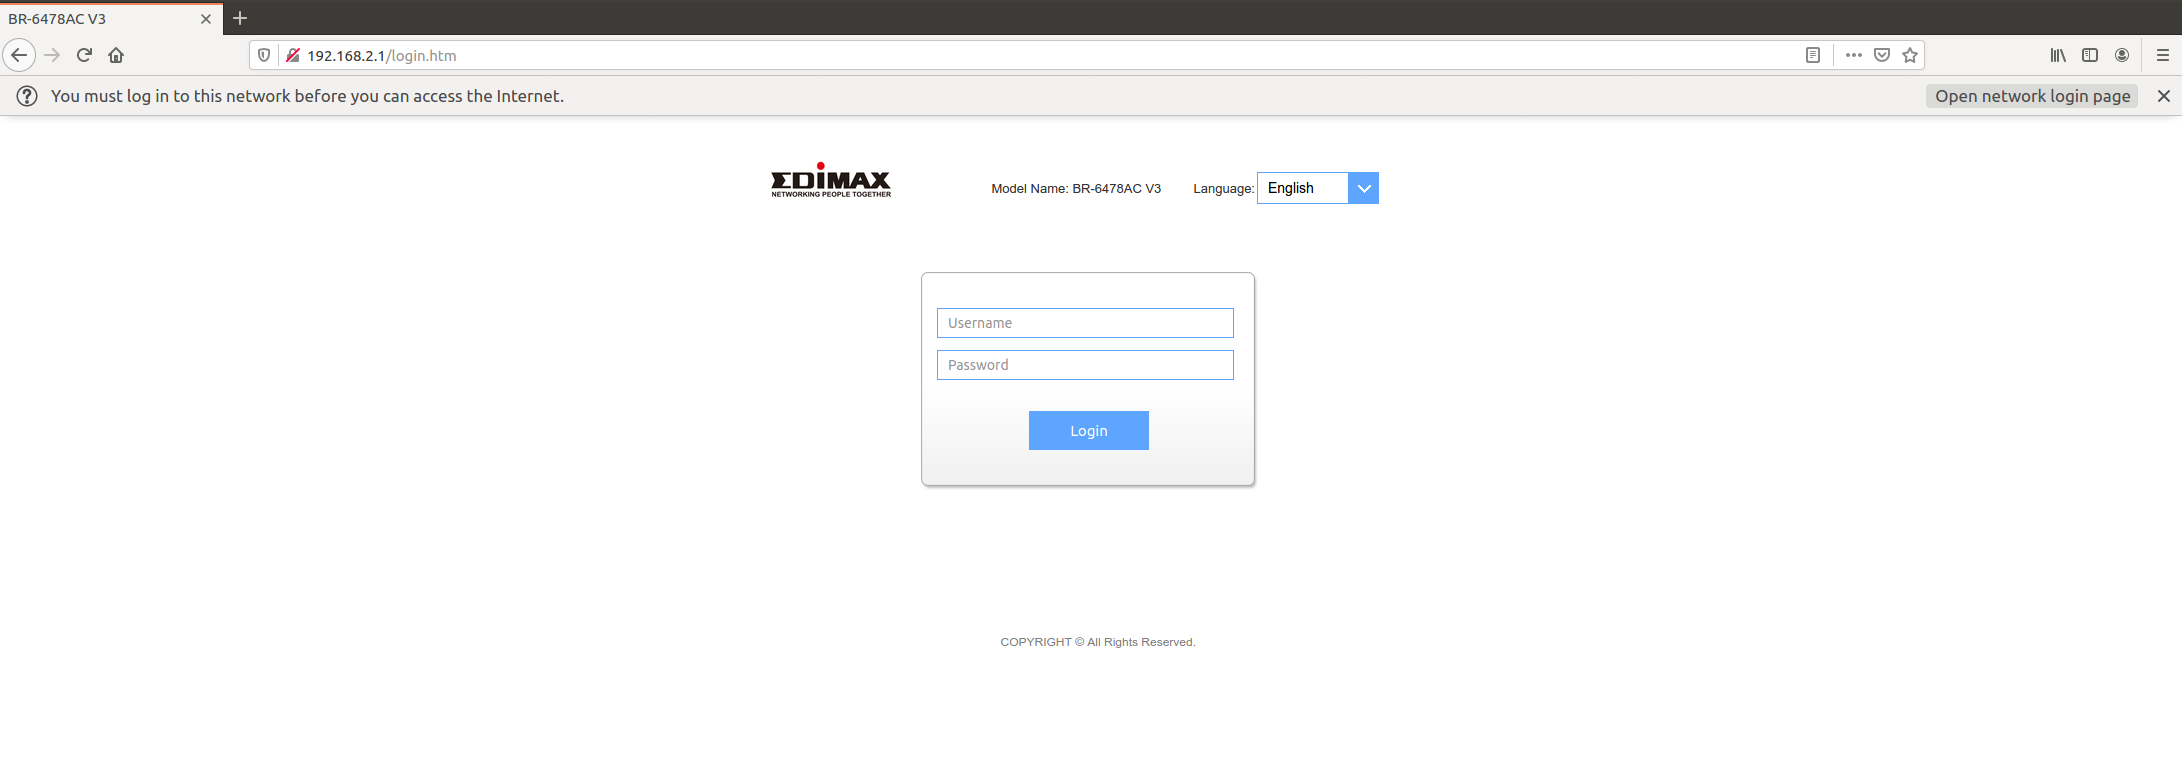 BR-6478AC V3
192.168.2.1/login.htm
You must log in to this network before you can access the Internet.
Open network login page
EDiMAX
NETWORKING PEOPLE TOGETHER
Model Name: BR-6478AC V3
Language: English
Username
Password
Login
COPYRIGHT © All Rights Reserved.